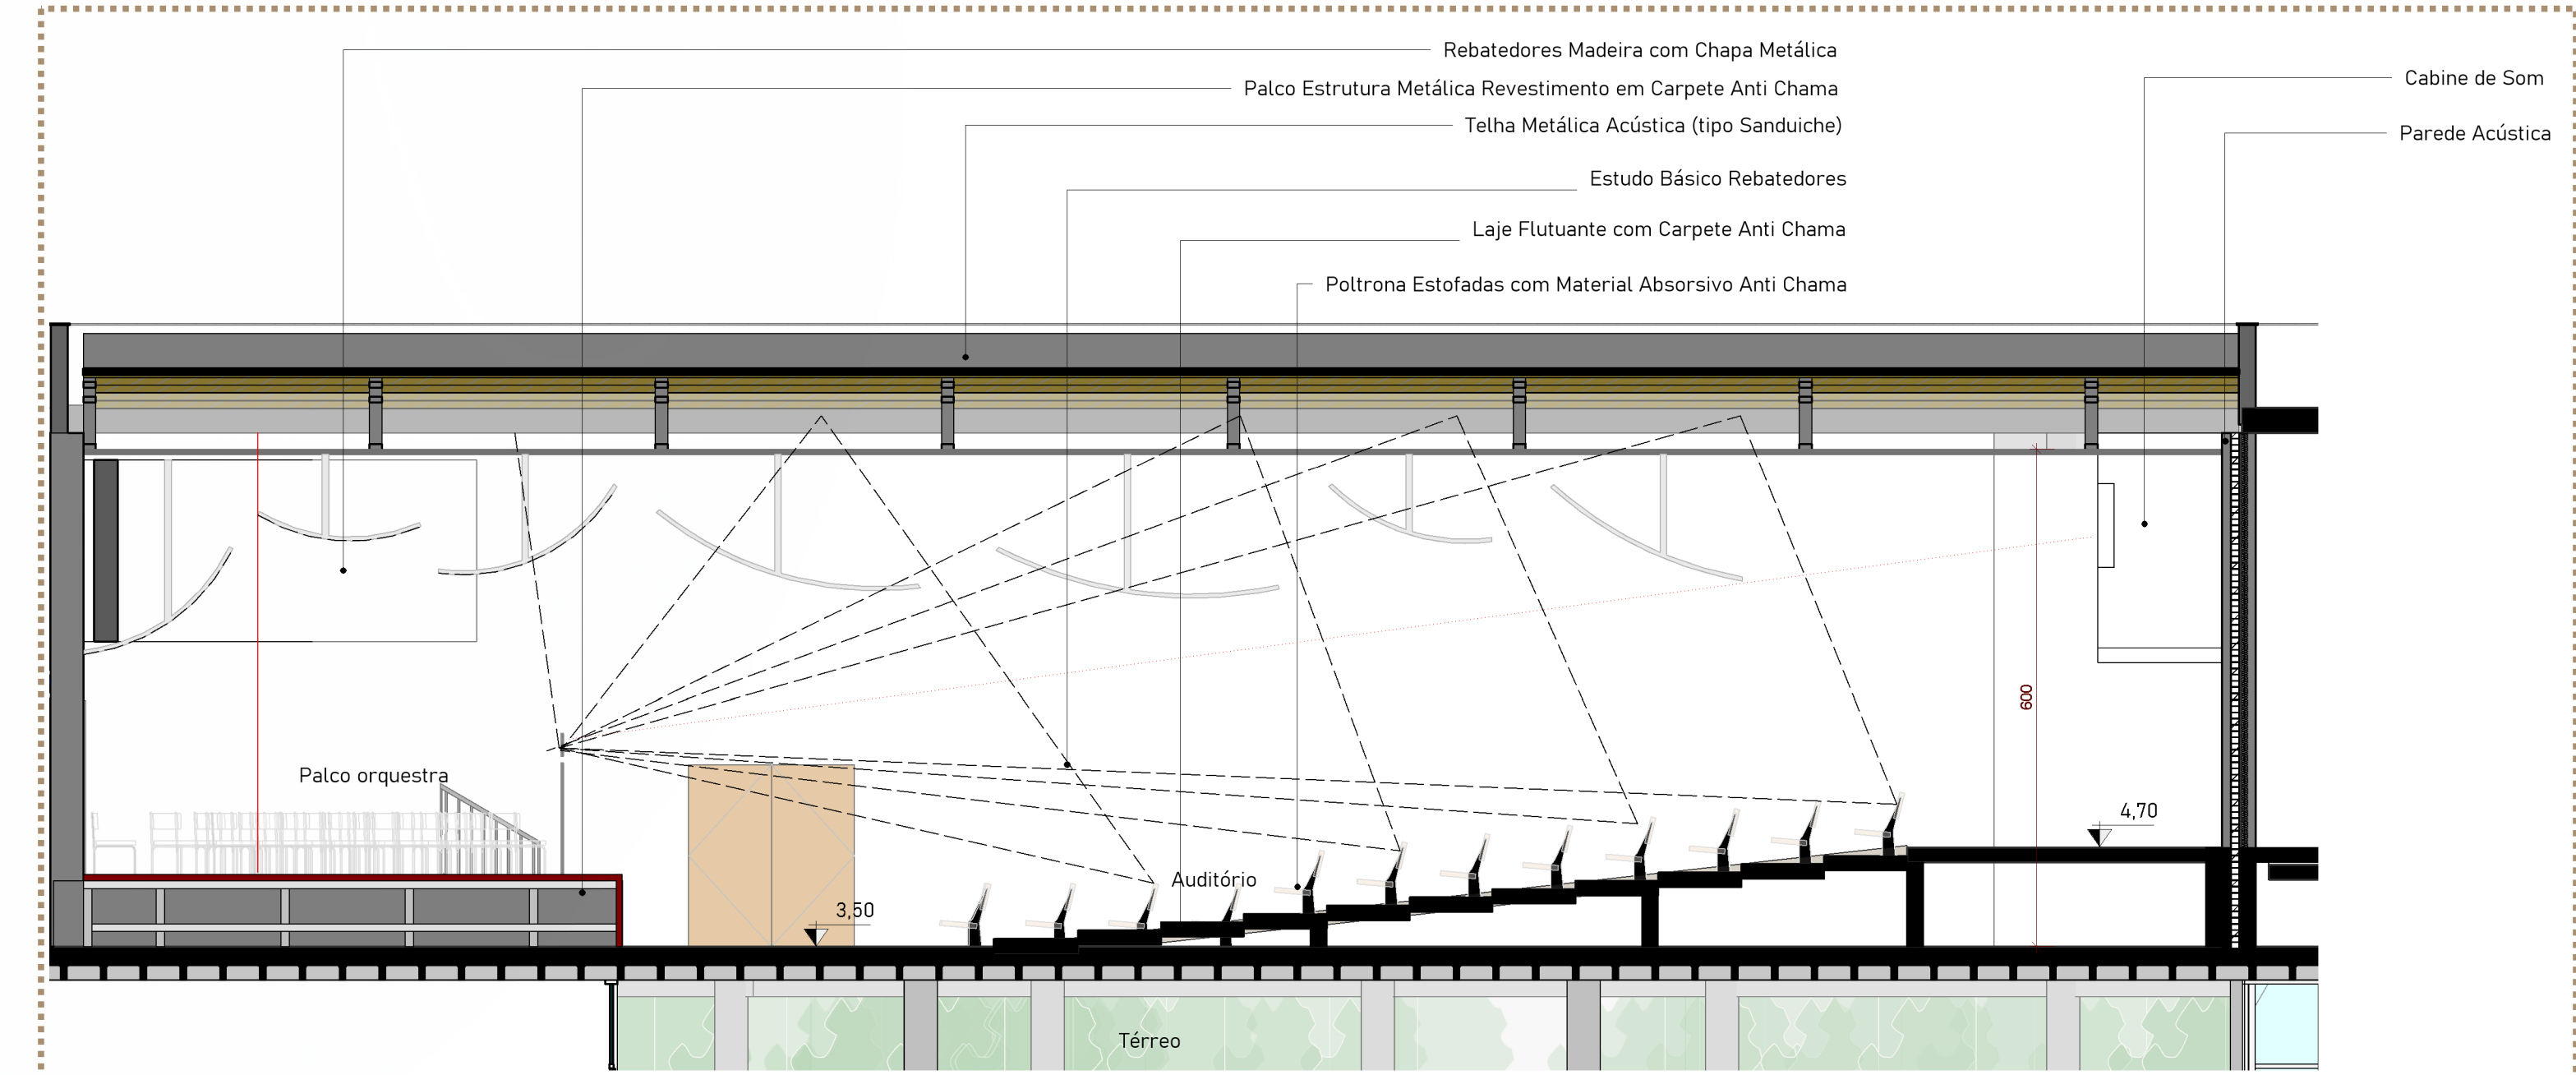 Rebatedores Madeira com Chapa Metálica
Cabine de Som
Palco Estrutura Metálica Revestimento em Carpete Anti Chama
Telha Metálica Acústica (tipo Sanduiche)
Parede Acústica
Estudo Básico Rebatedores
Laje Flutuante com Carpete Anti Chama
Poltrona Estofadas com Material Absorsivo Anti Chama
600
Palco orquestra
4,70
Auditório
3,50
Térreo